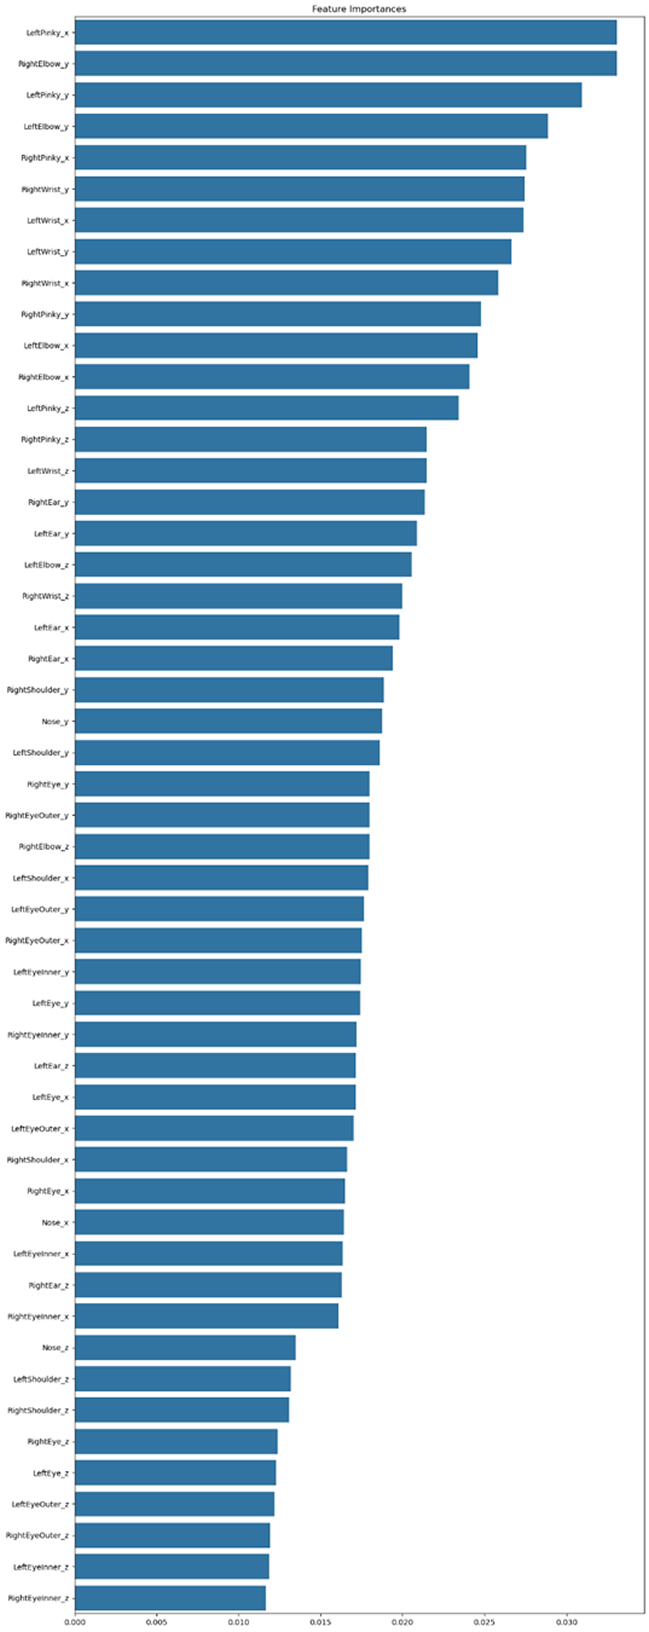 Feature Importances
LeftPinky_x
RightElbow_y
LeftPinky_y
LeftElbow_y
RightPinky_x
RightWrist_y
LeftWrist_x
LeftWrist_y
RightWrist_x
RightPinky_y
LeftElbow_x
RightElbow_x
LeftPinky_z
RightPinky_z
LeftWrist_z
RightEar_y
LeftEar_y
LeftElbow_z
RightWrist_z
LeftEar_x
RightEar_x
RightShoulder_y
Nose_y
LeftShoulder_y
RightEye_y
RightEyeOuter_y
RightElbow_z
LeftShoulder_x
LeftEyeOuter_y
RightEyeOuter_x
LeftEyeInner_y
LeftEye_y
RightEyeInner_y
LeftEar_z
LeftEye_x
LeftEyeOuter_x
RightShoulder_x
RightEye_x
Nose_x
LeftEyeInner_x
RightEar_z
RightEyeInner_x
Nose_z
LeftShoulder_z
RightShoulder_z
RightEye_z
LeftEye_z
LeftEyeOuter_z
RightEyeOuter_z
LeftEyeInner_z
RightEyeInner_z
0.000 0.005 0.010 0.015 0.020 0.025 0.030